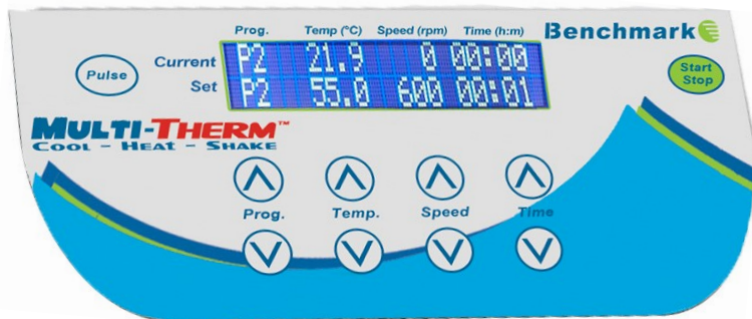 Prog. Temp (°C) Speed (rpm) Time (h:m)
Benchmark
Pulse
Current P2 21.9 0 00:00
Set P2 55.0 600 00:01
Start
Stop
MULTI-THERM™
COOL – HEAT – SHAKE
Prog. Temp. Speed Time